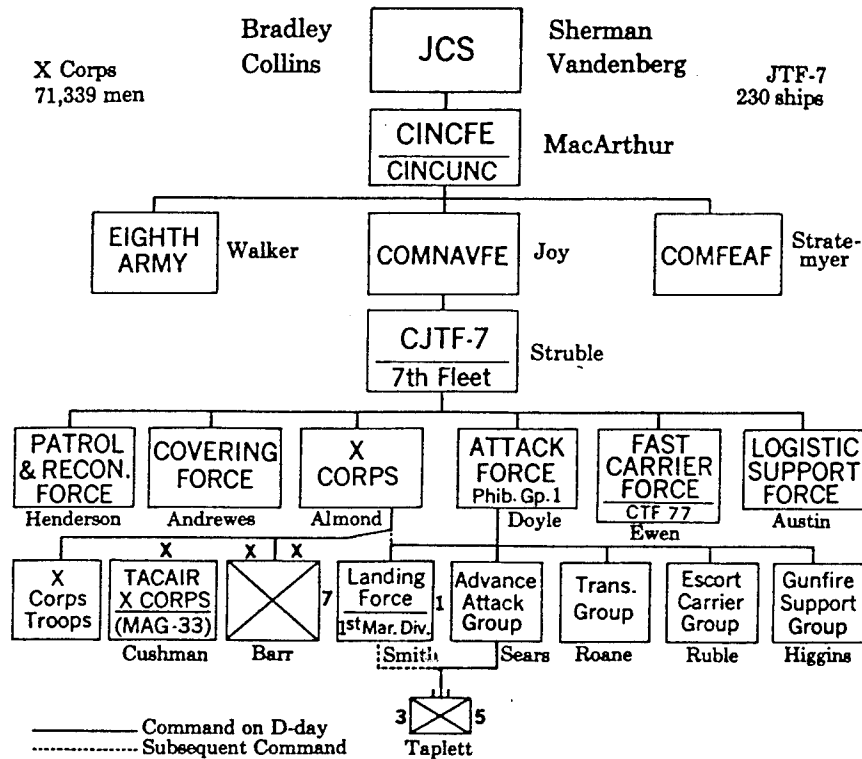 Bradley
Collins
JCS
Sherman
Vandenberg
X Corps
71,339 men
JTF-7
230 ships
CINCFE
CINCUNC
MacArthur
EIGHTH
ARMY
Walker
COMNAVFE
Joy
COMFEAF
Strate-
myer
CJTF-7
7th Fleet
Struble
PATROL
& RECON.
FORCE
Henderson
COVERING
FORCE
Andrewes
X
CORPS
Almond
ATTACK
FORCE
Phib. Gp. 1
Doyle
FAST
CARRIER
FORCE
CTF 77
Ewen
LOGISTIC
SUPPORT
FORCE
Austin
X
Corps
Troops
X
TACAIR
X CORPS
(MAG-33)
Cushman
X X
7
Barr
Landing
Force
1st Mar. Div.
1
Smith
Advance
Attack
Group
Sears
Trans.
Group
Roane
Escort
Carrier
Group
Ruble
Gunfire
Support
Group
Higgins
3 5
Taplett
Command on D-day
Subsequent Command